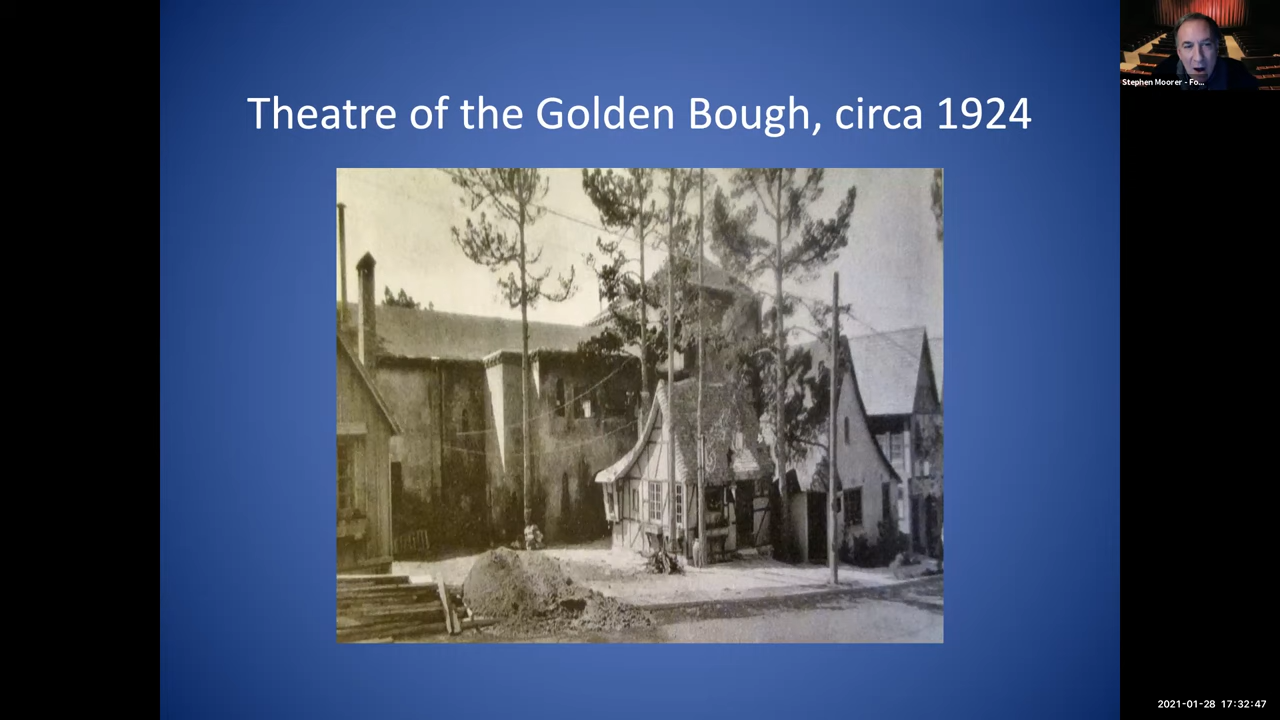 Theatre of the Golden Bough, circa 1924
Stephen Moorer - Fo...
2021-01-28 17:32:47